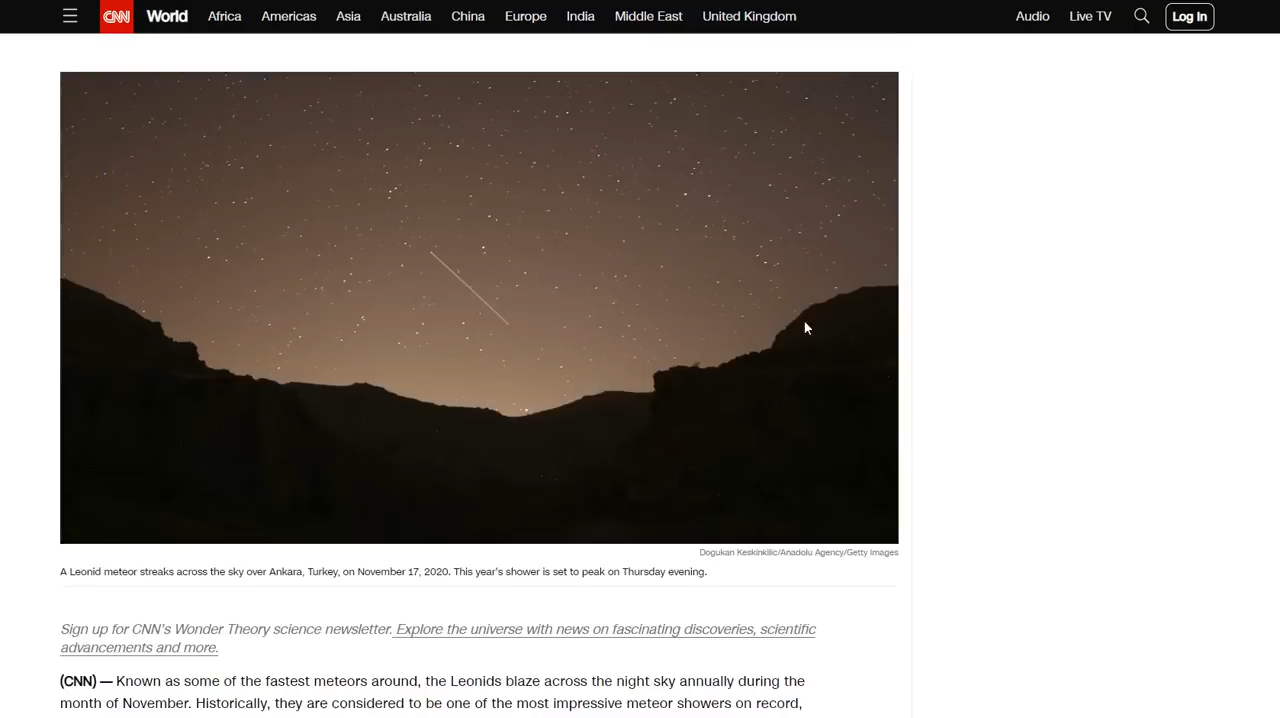 CNN World Africa Americas Asia Australia China Europe India Middle East United Kingdom Audio Live TV Log In
Dogukan Keskinkilic/Anadolu Agency/Getty Images
A Leonid meteor streaks across the sky over Ankara, Turkey, on November 17, 2020. This year's shower is set to peak on Thursday evening.
Sign up for CNN's Wonder Theory science newsletter. Explore the universe with news on fascinating discoveries, scientific
advancements and more.
(CNN) — Known as some of the fastest meteors around, the Leonids blaze across the night sky annually during the
month of November. Historically, they are considered to be one of the most impressive meteor showers on record,